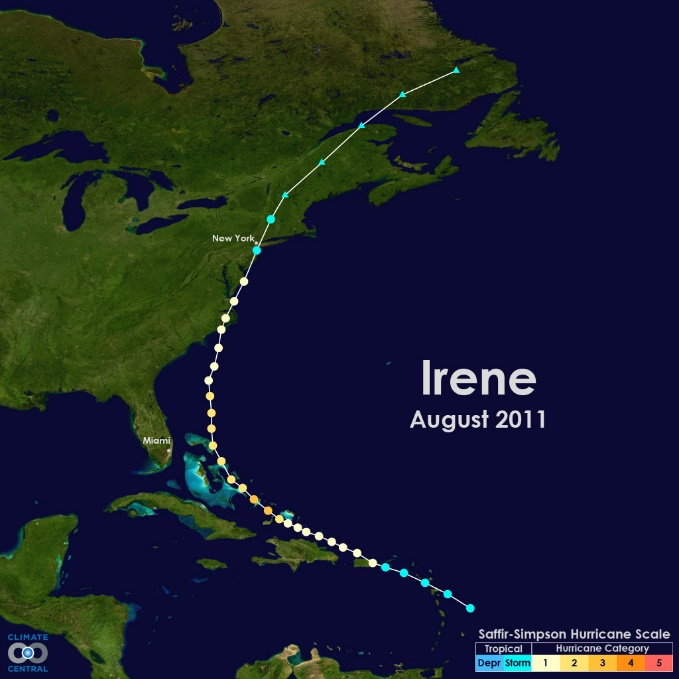 New York
Irene
August 2011
Miami
Saffir-Simpson Hurricane Scale
Tropical Hurricane Category
Depr Storm 1 2 3 4 5
CLIMATE
CENTRAL